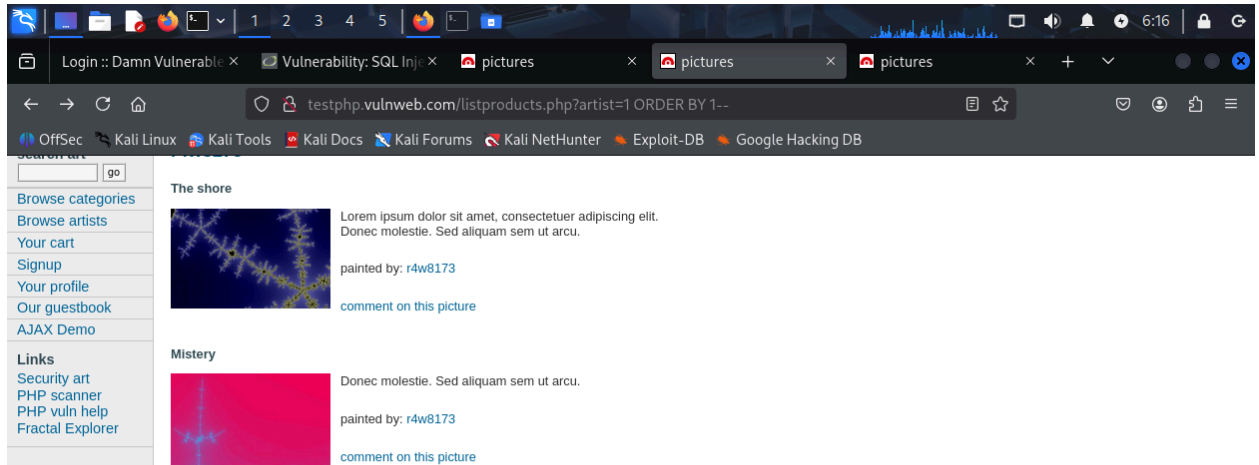 1 2 3 4 5 6:16
Login :: Damn Vulnerable Vulnerability: SQL Inje pictures pictures pictures
testphp.vulnweb.com/listproducts.php?artist=1 ORDER BY 1--
OffSec Kali Linux Kali Tools Kali Docs Kali Forums Kali NetHunter Exploit-DB Google Hacking DB
search art
go
Browse categories
Browse artists
Your cart
Signup
Your profile
Our guestbook
AJAX Demo
Links
Security art
PHP scanner
PHP vuln help
Fractal Explorer
The shore
Lorem ipsum dolor sit amet, consectetuer adipiscing elit.
Donec molestie. Sed aliquam sem ut arcu.
painted by: r4w8173
comment on this picture
Mistery
Donec molestie. Sed aliquam sem ut arcu.
painted by: r4w8173
comment on this picture